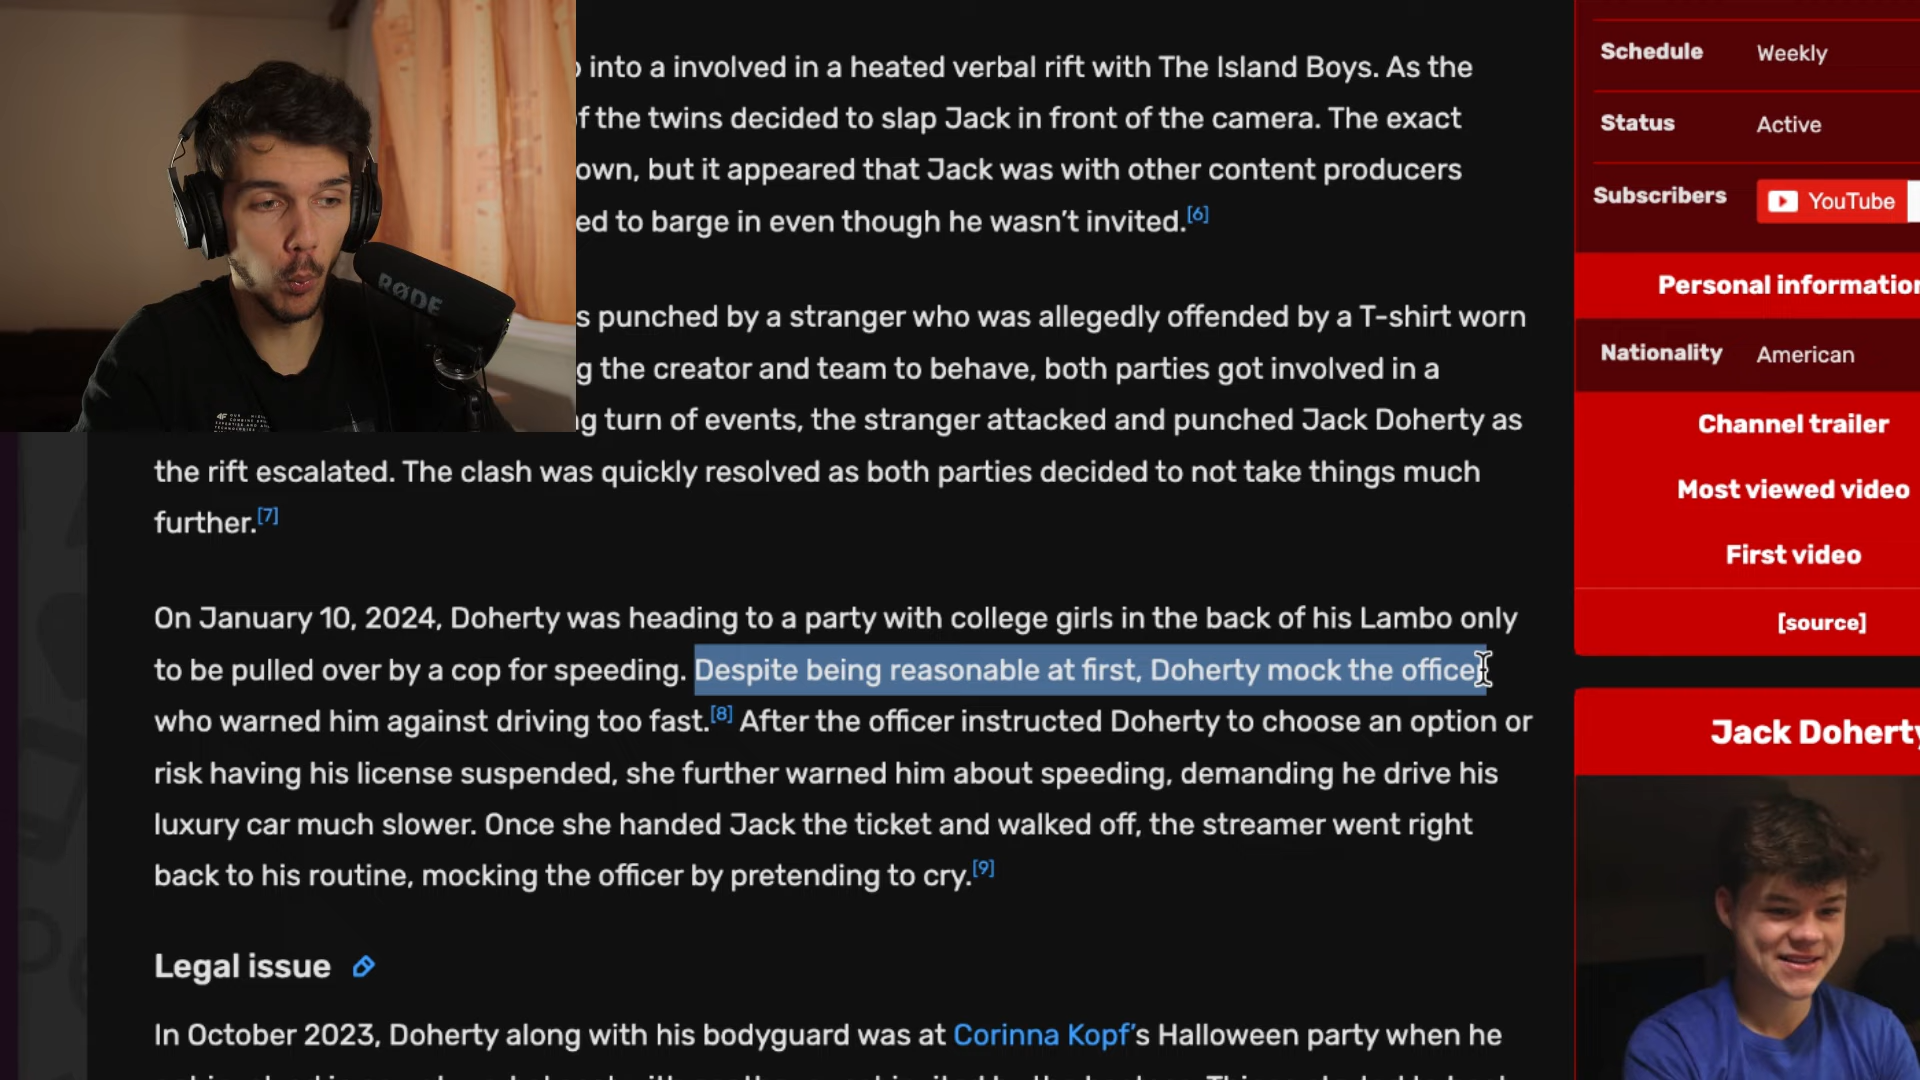 into a involved in a heated verbal rift with The Island Boys. As the
f the twins decided to slap Jack in front of the camera. The exact
own, but it appeared that Jack was with other content producers
ed to barge in even though he wasn't invited.[6]
s punched by a stranger who was allegedly offended by a T-shirt worn
g the creator and team to behave, both parties got involved in a
g turn of events, the stranger attacked and punched Jack Doherty as
the rift escalated. The clash was quickly resolved as both parties decided to not take things much
further.[7]
On January 10, 2024, Doherty was heading to a party with college girls in the back of his Lambo only
to be pulled over by a cop for speeding. Despite being reasonable at first, Doherty mock the officer
who warned him against driving too fast.[8] After the officer instructed Doherty to choose an option or
risk having his license suspended, she further warned him about speeding, demanding he drive his
luxury car much slower. Once she handed Jack the ticket and walked off, the streamer went right
back to his routine, mocking the officer by pretending to cry.[9]
Legal issue
In October 2023, Doherty along with his bodyguard was at Corinna Kopf's Halloween party when he
Schedule Weekly
Status Active
Subscribers YouTube
Personal information
Nationality American
Channel trailer
Most viewed video
First video
[source]
Jack Doherty
RØDE